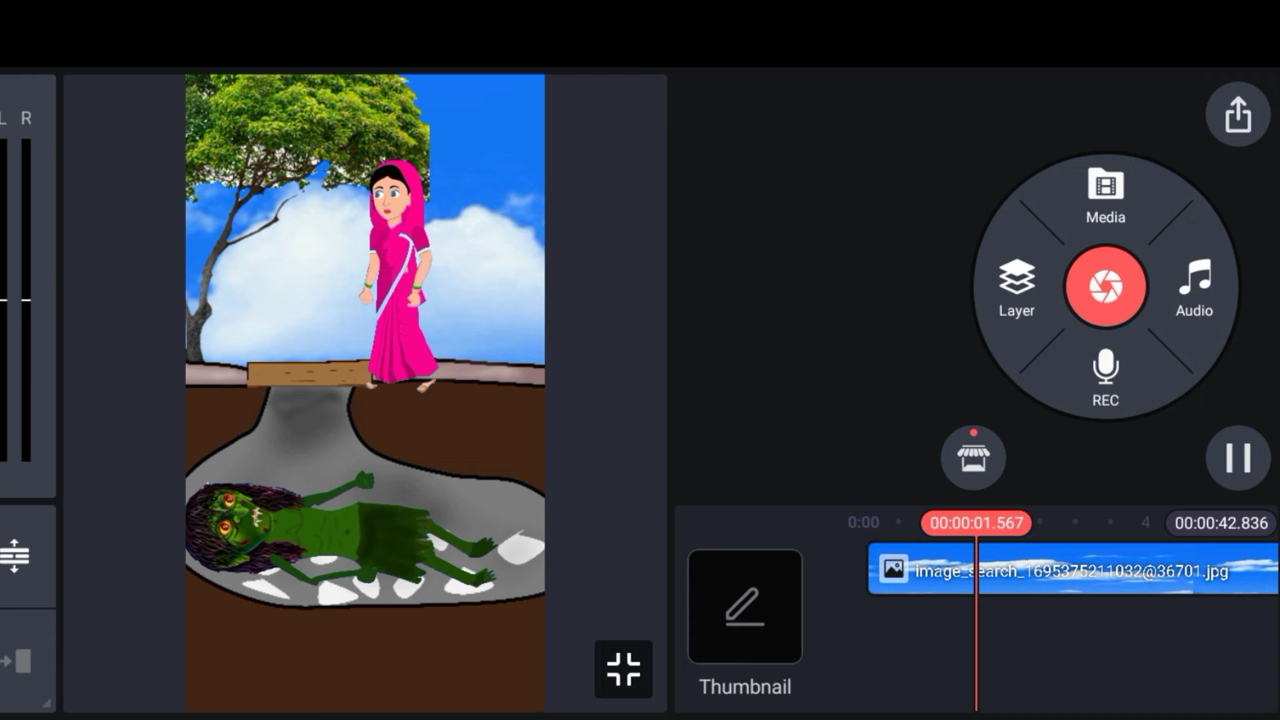 L R
Media
Layer
Audio
REC
0:00
00:00:01.567
4
00:00:42.836
image_search_1695375211032@36701.jpg
Thumbnail